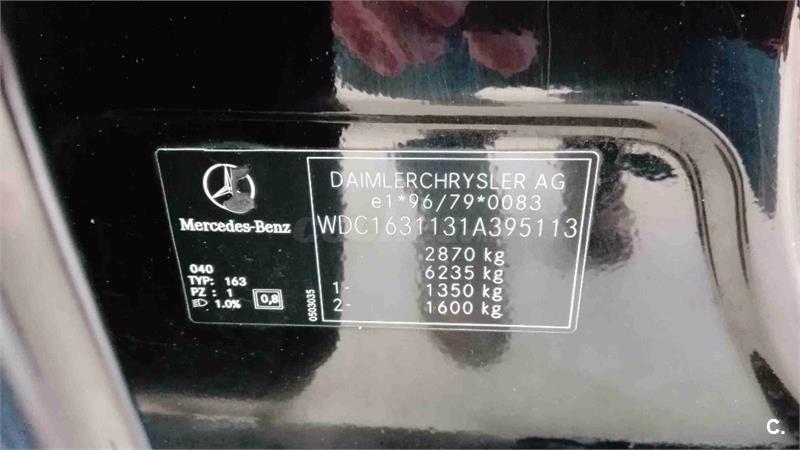 Mercedes-Benz
040
TYP: 163
PZ : 1
1.0%
0,8
0503035
DAIMLERCHRYSLER AG
e1*96/79*0083
WDC1631131A395113
2870 kg
6235 kg
1- 1350 kg
2- 1600 kg
C.